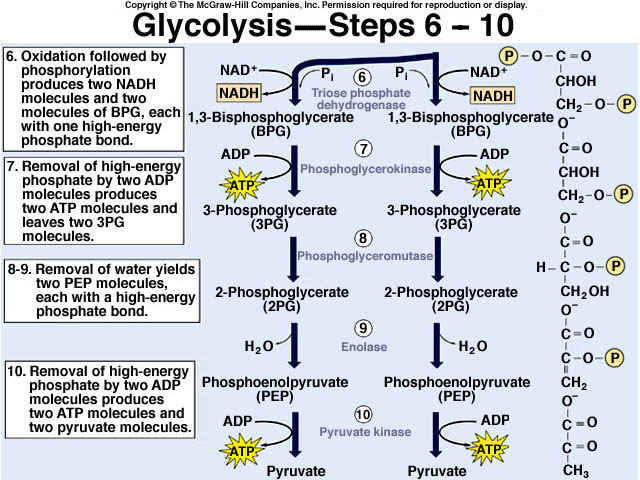 Copyright © The McGraw-Hill Companies, Inc. Permission required for reproduction or display.
Glycolysis—Steps 6 – 10
6. Oxidation followed by
phosphorylation
produces two NADH
molecules and two
molecules of BPG, each
with one high-energy
phosphate bond.
7. Removal of high-energy
phosphate by two ADP
molecules produces
two ATP molecules and
leaves two 3PG
molecules.
8-9. Removal of water yields
two PEP molecules,
each with a high-energy
phosphate bond.
10. Removal of high-energy
phosphate by two ADP
molecules produces
two ATP molecules and
two pyruvate molecules.
NAD+ Pi 6 Pi NAD+
NADH Triose phosphate NADH
dehydrogenase
1,3-Bisphosphoglycerate 1,3-Bisphosphoglycerate
(BPG) (BPG)
ADP 7 ADP
Phosphoglycerokinase
ATP ATP
3-Phosphoglycerate 3-Phosphoglycerate
(3PG) (3PG)
8
Phosphoglyceromutase
2-Phosphoglycerate 2-Phosphoglycerate
(2PG) (2PG)
9
H2O Enolase H2O
Phosphoenolpyruvate Phosphoenolpyruvate
(PEP) (PEP)
ADP 10 ADP
Pyruvate kinase
ATP ATP
Pyruvate Pyruvate
P–O–C=O
CHOH
CH2–O–P
O–
C=O
CHOH
CH2–O–P
O–
C=O
H–C–O–P
CH2OH
O–
C=O
C–O–P
CH2
O–
C=O
C=O
CH3